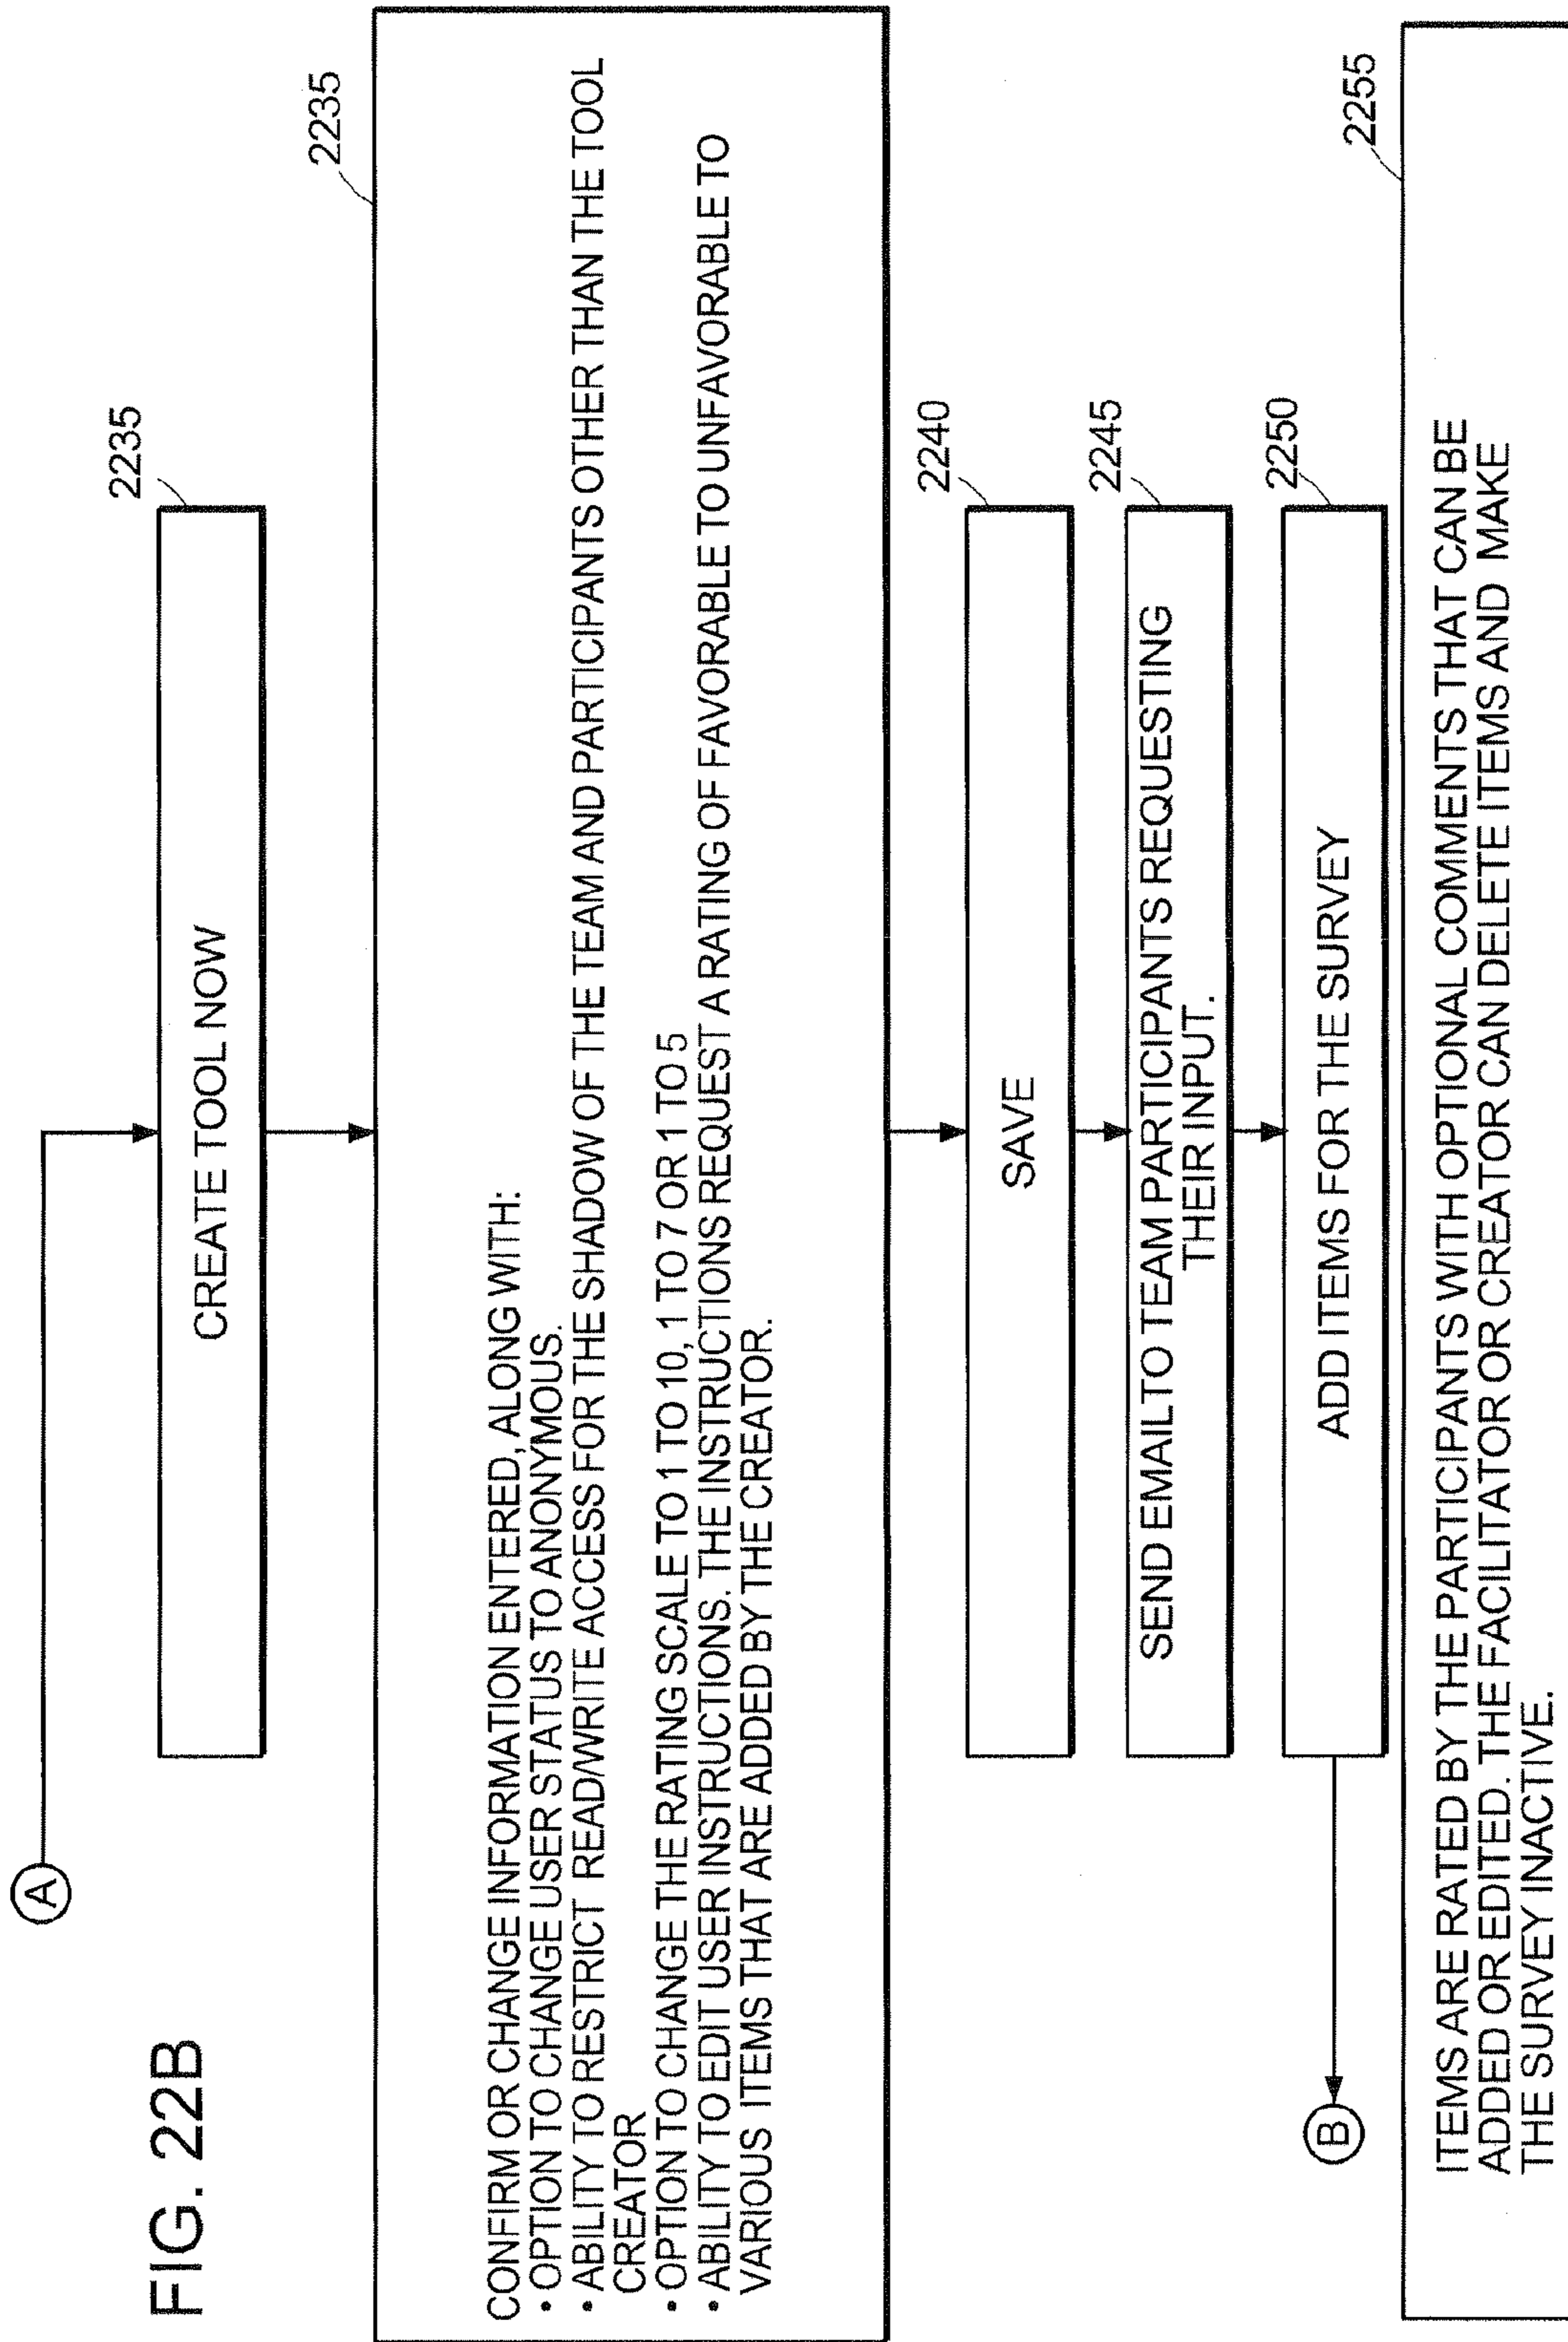 FIG. 22B
A
2235
CREATE TOOL NOW
2235
CONFIRM OR CHANGE INFORMATION ENTERED, ALONG WITH:
• OPTION TO CHANGE USER STATUS TO ANONYMOUS.
• ABILITY TO RESTRICT READ/WRITE ACCESS FOR THE SHADOW OF THE TEAM AND PARTICIPANTS OTHER THAN THE TOOL
CREATOR
• OPTION TO CHANGE THE RATING SCALE TO 1 TO 10, 1 TO 7 OR 1 TO 5
• ABILITY TO EDIT USER INSTRUCTIONS. THE INSTRUCTIONS REQUEST A RATING OF FAVORABLE TO UNFAVORABLE TO
VARIOUS ITEMS THAT ARE ADDED BY THE CREATOR.
2240
SAVE
2245
SEND EMAIL TO TEAM PARTICIPANTS REQUESTING
THEIR INPUT.
2250
ADD ITEMS FOR THE SURVEY
B
2255
ITEMS ARE RATED BY THE PARTICIPANTS WITH OPTIONAL COMMENTS THAT CAN BE
ADDED OR EDITED. THE FACILITATOR OR CREATOR CAN DELETE ITEMS AND MAKE
THE SURVEY INACTIVE.